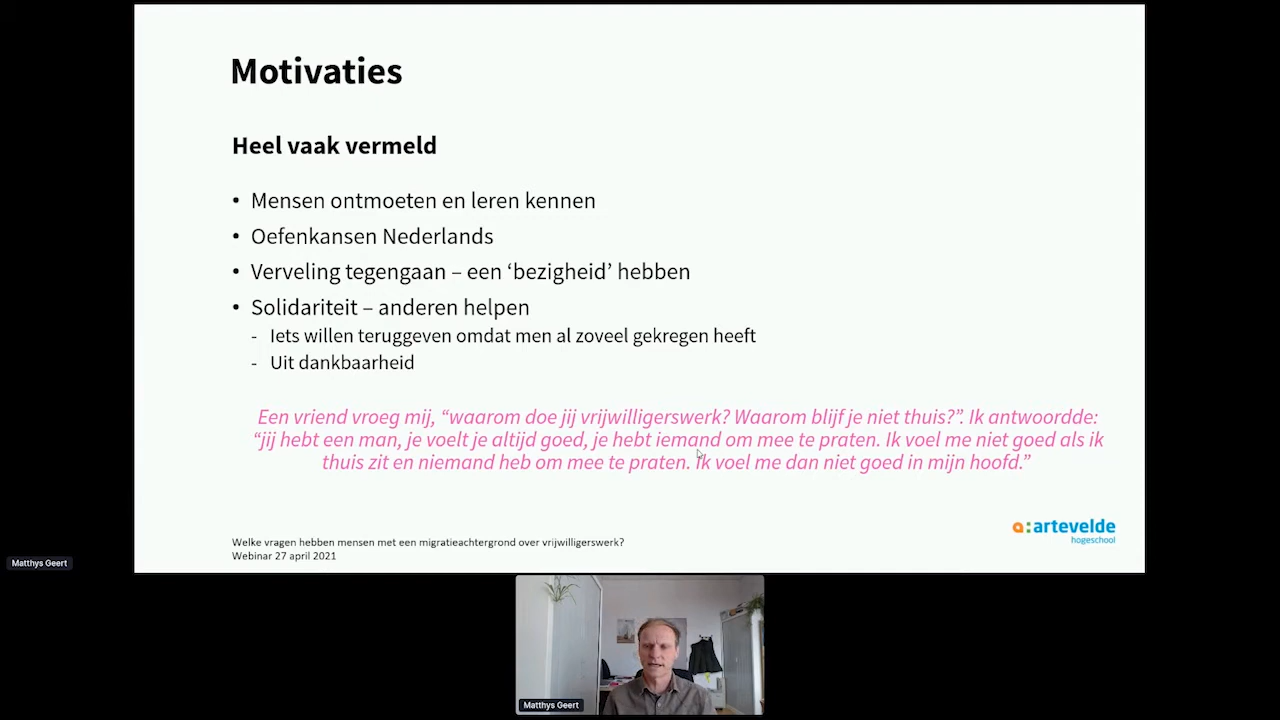 Motivaties
Heel vaak vermeld
• Mensen ontmoeten en leren kennen
• Oefenkansen Nederlands
• Verveling tegengaan – een ‘bezigheid’ hebben
• Solidariteit – anderen helpen
- Iets willen teruggeven omdat men al zoveel gekregen heeft
- Uit dankbaarheid
Een vriend vroeg mij, “waarom doe jij vrijwilligerswerk? Waarom blijf je niet thuis?”. Ik antwoordde:
“jij hebt een man, je voelt je altijd goed, je hebt iemand om mee te praten. Ik voel me niet goed als ik
thuis zit en niemand heb om mee te praten. Ik voel me dan niet goed in mijn hoofd.”
a:artevelde
hogeschool
Welke vragen hebben mensen met een migratieachtergrond over vrijwilligerswerk?
Webinar 27 april 2021
Matthys Geert
Matthys Geert